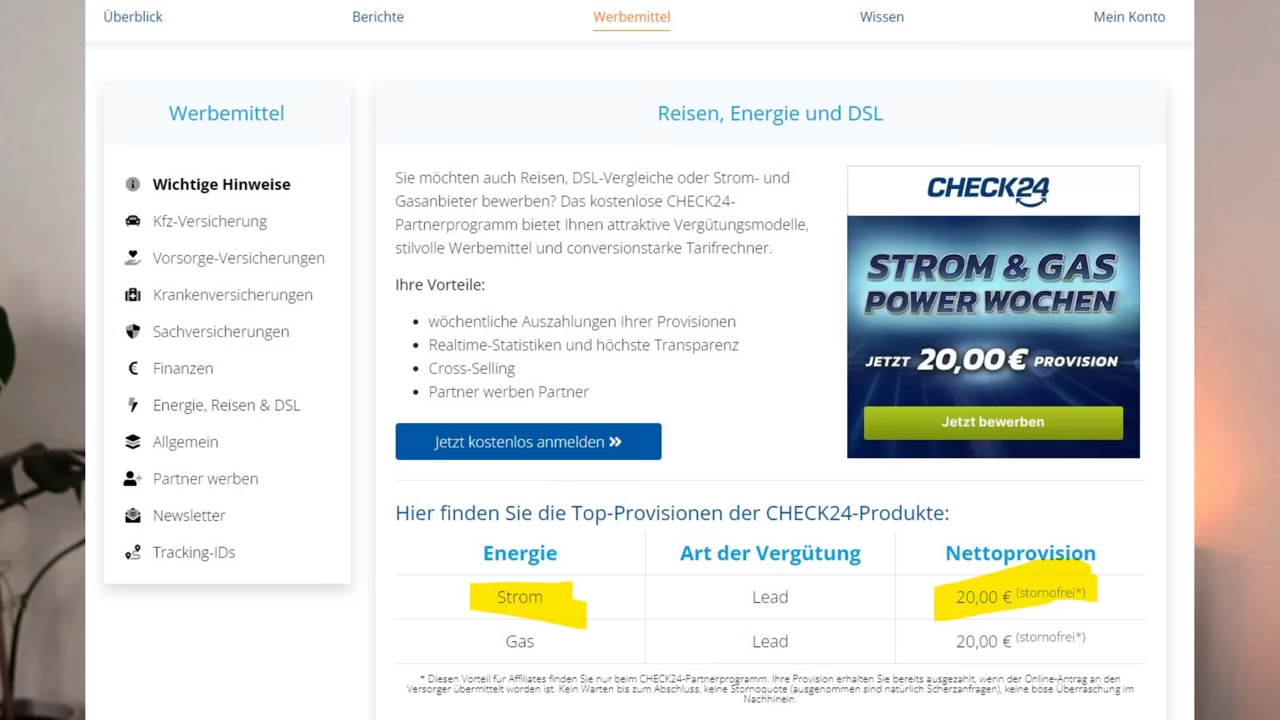 Überblick
Berichte
Werbemittel
Wissen
Mein Konto
Werbemittel
Wichtige Hinweise
Kfz-Versicherung
Vorsorge-Versicherungen
Krankenversicherungen
Sachversicherungen
Finanzen
Energie, Reisen & DSL
Allgemein
Partner werben
Newsletter
Tracking-IDs
Reisen, Energie und DSL
Sie möchten auch Reisen, DSL-Vergleiche oder Strom- und
Gasanbieter bewerben? Das kostenlose CHECK24-
Partnerprogramm bietet Ihnen attraktive Vergütungsmodelle,
stilvolle Werbemittel und conversionstarke Tarifrechner.
Ihre Vorteile:
• wöchentliche Auszahlungen Ihrer Provisionen
• Realtime-Statistiken und höchste Transparenz
• Cross-Selling
• Partner werben Partner
Jetzt kostenlos anmelden »
CHECK24
STROM & GAS
POWER WOCHEN
JETZT 20,00 € PROVISION
Jetzt bewerben
Hier finden Sie die Top-Provisionen der CHECK24-Produkte:
Energie Art der Vergütung Nettoprovision
Strom Lead 20,00 € (stornofrei*)
Gas Lead 20,00 € (stornofrei*)
* Diesen Vorteil für Affiliates finden Sie nur beim CHECK24-Partnerprogramm. Ihre Provision erhalten Sie bereits ausgezahlt, wenn der Online-Antrag an den
Versorger übermittelt worden ist. Kein Warten bis zum Abschluss, keine Stornoquote (ausgenommen sind natürlich Scherzanfragen), keine böse Überraschung im
Nachhinein.